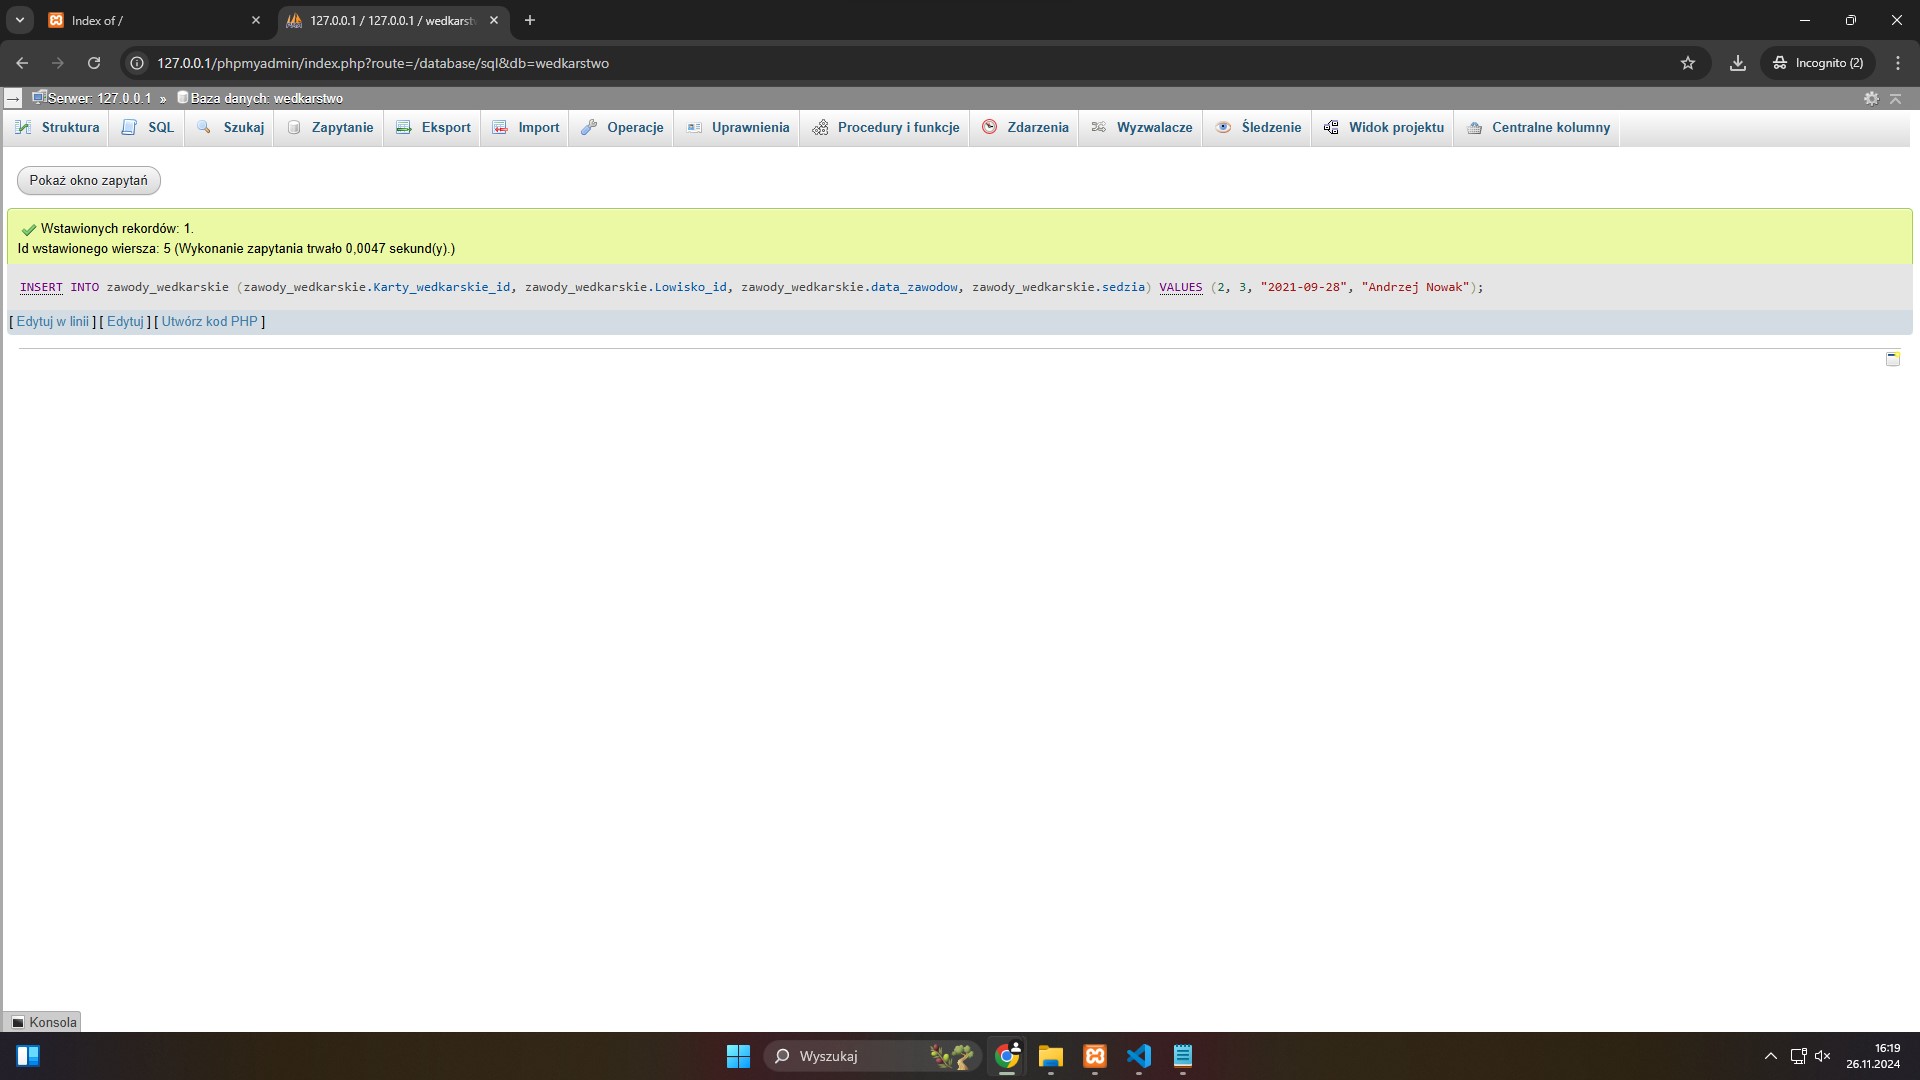 Index of /
127.0.0.1 / 127.0.0.1 / wedkarst
127.0.0.1/phpmyadmin/index.php?route=/database/sql&db=wedkarstwo
Incognito (2)
Serwer: 127.0.0.1 » Baza danych: wedkarstwo
Struktura SQL Szukaj Zapytanie Eksport Import Operacje Uprawnienia Procedury i funkcje Zdarzenia Wyzwalacze Śledzenie Widok projektu Centralne kolumny
Pokaż okno zapytań
Wstawionych rekordów: 1.
Id wstawionego wiersza: 5 (Wykonanie zapytania trwało 0,0047 sekund(y).)
INSERT INTO zawody_wedkarskie (zawody_wedkarskie.Karty_wedkarskie_id, zawody_wedkarskie.Lowisko_id, zawody_wedkarskie.data_zawodow, zawody_wedkarskie.sedzia) VALUES (2, 3, "2021-09-28", "Andrzej Nowak");
[ Edytuj w linii ] [ Edytuj ] [ Utwórz kod PHP ]
Konsola
Wyszukaj
16:19
26.11.2024